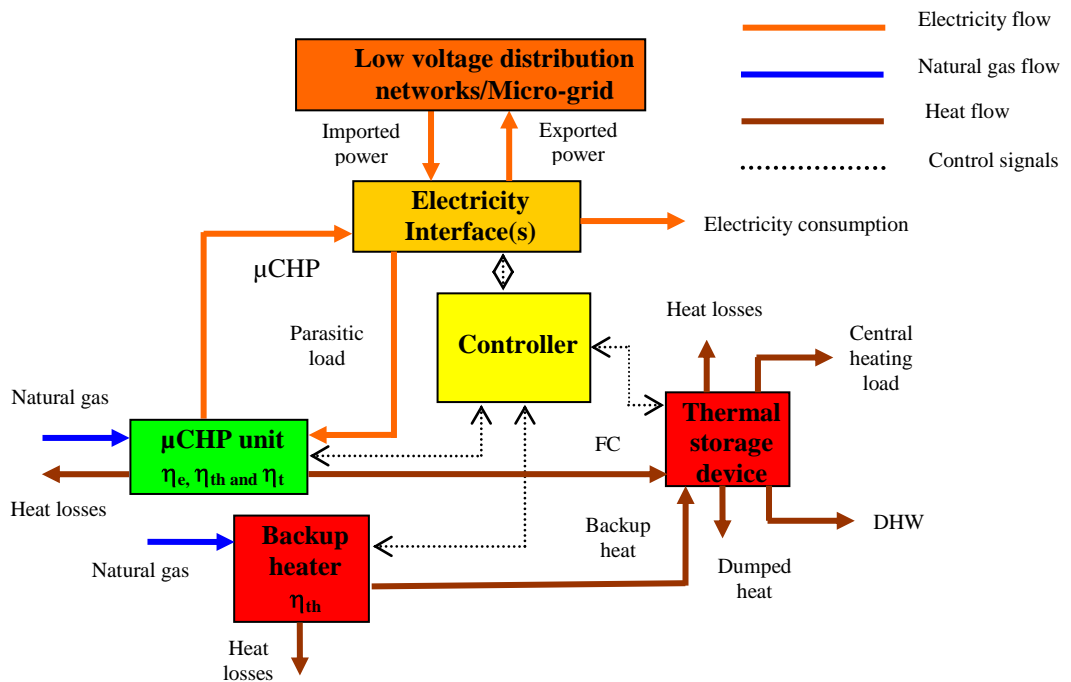 Electricity flow
Low voltage distribution
networks/Micro-grid
Natural gas flow
Heat flow
Imported
power
Exported
power
Control signals
Electricity
Interface(s)
Electricity consumption
μCHP
Parasitic
load
Controller
Heat losses
Central
heating
load
Natural gas
μCHP unit
ηe, ηth and ηt
FC
Thermal
storage
device
Heat losses
Backup
heater
ηth
Backup
heat
DHW
Natural gas
Dumped
heat
Heat
losses